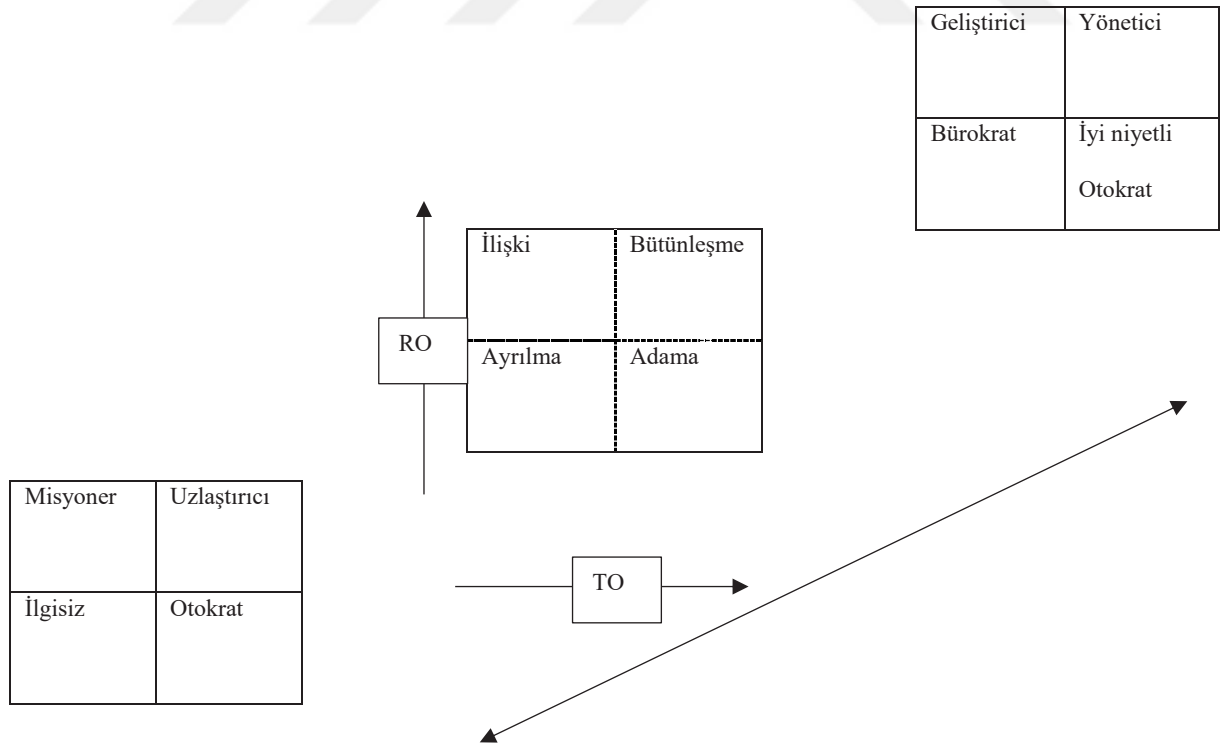 Geliştirici Yönetici
Bürokrat İyi niyetli
Otokrat
İlişki Bütünleşme
RO
Ayrılma Adama
Misyoner Uzlaştırıcı
TO
İlgisiz Otokrat